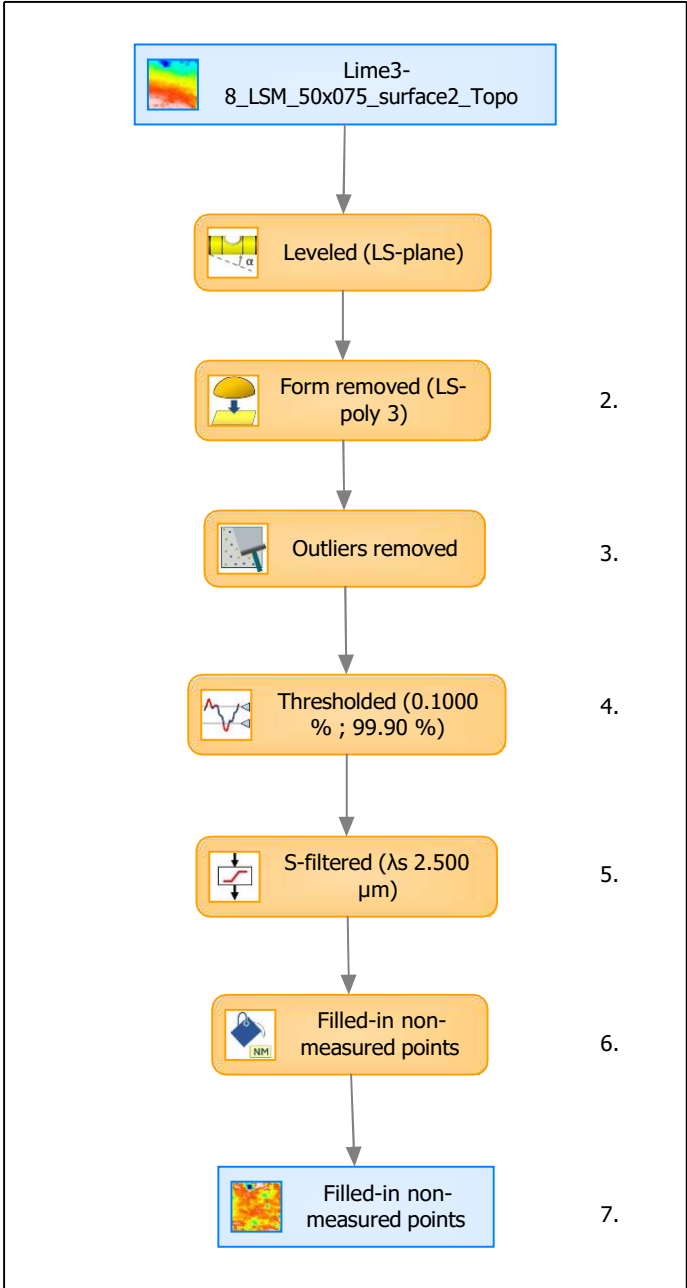 Lime3-
8_LSM_50x075_surface2_Topo
α
Leveled (LS-plane)
Form removed (LS-
poly 3)
2.
Outliers removed
3.
Thresholded (0.1000
% ; 99.90 %)
4.
S-filtered (λs 2.500
µm)
5.
NM
Filled-in non-
measured points
6.
Filled-in non-
measured points
7.